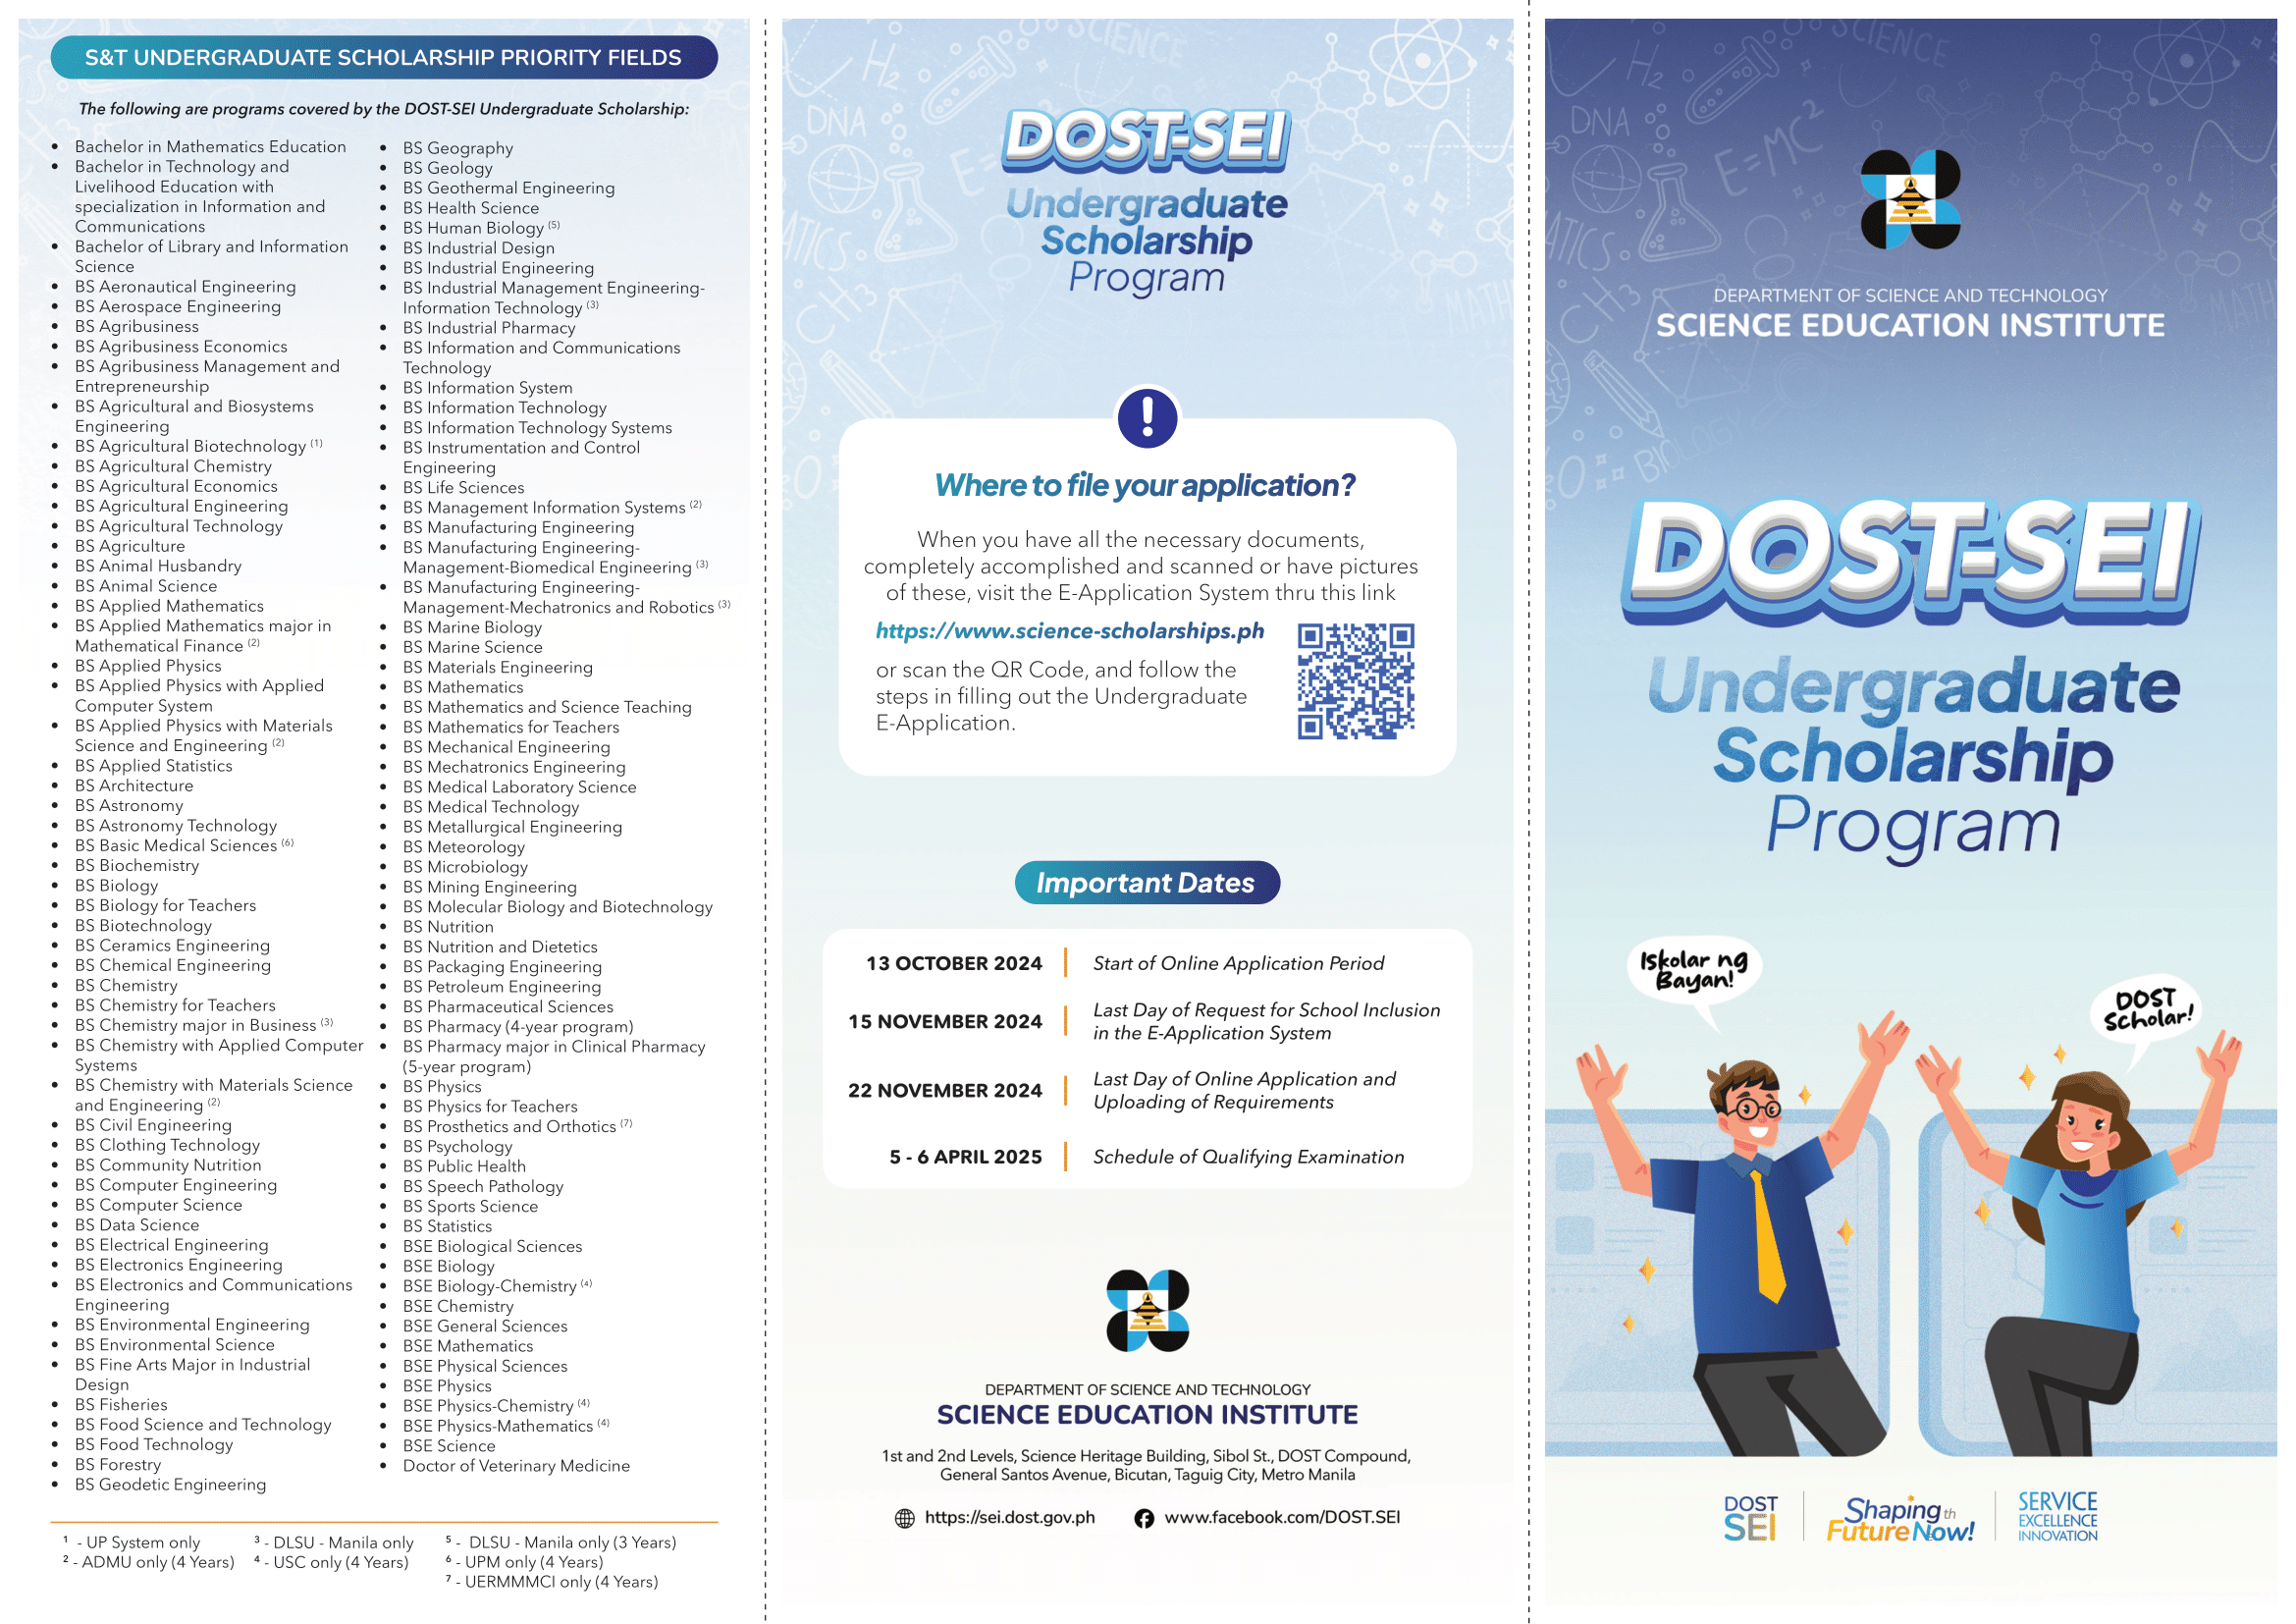 S&T UNDERGRADUATE SCHOLARSHIP PRIORITY FIELDS
The following are programs covered by the DOST-SEI Undergraduate Scholarship:
• Bachelor in Mathematics Education
• Bachelor in Technology and
Livelihood Education with
specialization in Information and
Communications
• Bachelor of Library and Information
Science
• BS Aeronautical Engineering
• BS Aerospace Engineering
• BS Agribusiness
• BS Agribusiness Economics
• BS Agribusiness Management and
Entrepreneurship
• BS Agricultural and Biosystems
Engineering
• BS Agricultural Biotechnology (1)
• BS Agricultural Chemistry
• BS Agricultural Economics
• BS Agricultural Engineering
• BS Agricultural Technology
• BS Agriculture
• BS Animal Husbandry
• BS Animal Science
• BS Applied Mathematics
• BS Applied Mathematics major in
Mathematical Finance (2)
• BS Applied Physics
• BS Applied Physics with Applied
Computer System
• BS Applied Physics with Materials
Science and Engineering (2)
• BS Applied Statistics
• BS Architecture
• BS Astronomy
• BS Astronomy Technology
• BS Basic Medical Sciences (6)
• BS Biochemistry
• BS Biology
• BS Biology for Teachers
• BS Biotechnology
• BS Ceramics Engineering
• BS Chemical Engineering
• BS Chemistry
• BS Chemistry for Teachers
• BS Chemistry major in Business (3)
• BS Chemistry with Applied Computer
Systems
• BS Chemistry with Materials Science
and Engineering (2)
• BS Civil Engineering
• BS Clothing Technology
• BS Community Nutrition
• BS Computer Engineering
• BS Computer Science
• BS Data Science
• BS Electrical Engineering
• BS Electronics Engineering
• BS Electronics and Communications
Engineering
• BS Environmental Engineering
• BS Environmental Science
• BS Fine Arts Major in Industrial
Design
• BS Fisheries
• BS Food Science and Technology
• BS Food Technology
• BS Forestry
• BS Geodetic Engineering
• BS Geography
• BS Geology
• BS Geothermal Engineering
• BS Health Science
• BS Human Biology (5)
• BS Industrial Design
• BS Industrial Engineering
• BS Industrial Management Engineering-
Information Technology (3)
• BS Industrial Pharmacy
• BS Information and Communications
Technology
• BS Information System
• BS Information Technology
• BS Information Technology Systems
• BS Instrumentation and Control
Engineering
• BS Life Sciences
• BS Management Information Systems (2)
• BS Manufacturing Engineering
• BS Manufacturing Engineering-
Management-Biomedical Engineering (3)
• BS Manufacturing Engineering-
Management-Mechatronics and Robotics (3)
• BS Marine Biology
• BS Marine Science
• BS Materials Engineering
• BS Mathematics
• BS Mathematics and Science Teaching
• BS Mathematics for Teachers
• BS Mechanical Engineering
• BS Mechatronics Engineering
• BS Medical Laboratory Science
• BS Medical Technology
• BS Metallurgical Engineering
• BS Meteorology
• BS Microbiology
• BS Mining Engineering
• BS Molecular Biology and Biotechnology
• BS Nutrition
• BS Nutrition and Dietetics
• BS Packaging Engineering
• BS Petroleum Engineering
• BS Pharmaceutical Sciences
• BS Pharmacy (4-year program)
• BS Pharmacy major in Clinical Pharmacy
(5-year program)
• BS Physics
• BS Physics for Teachers
• BS Prosthetics and Orthotics (7)
• BS Psychology
• BS Public Health
• BS Speech Pathology
• BS Sports Science
• BS Statistics
• BSE Biological Sciences
• BSE Biology
• BSE Biology-Chemistry (4)
• BSE Chemistry
• BSE General Sciences
• BSE Mathematics
• BSE Physical Sciences
• BSE Physics
• BSE Physics-Chemistry (4)
• BSE Physics-Mathematics (4)
• BSE Science
• Doctor of Veterinary Medicine
1 - UP System only
2 - ADMU only (4 Years)
3 - DLSU - Manila only
4 - USC only (4 Years)
5 - DLSU - Manila only (3 Years)
6 - UPM only (4 Years)
7 - UERMMMCI only (4 Years)
SCIENCE
H2
DNA
E=
CH3
MATH
DOST-SEI
Undergraduate
Scholarship
Program
!
Where to file your application?
When you have all the necessary documents,
completely accomplished and scanned or have pictures
of these, visit the E-Application System thru this link
https://www.science-scholarships.ph
or scan the QR Code, and follow the
steps in filling out the Undergraduate
E-Application.
Important Dates
13 OCTOBER 2024 Start of Online Application Period
15 NOVEMBER 2024 Last Day of Request for School Inclusion
in the E-Application System
22 NOVEMBER 2024 Last Day of Online Application and
Uploading of Requirements
5 - 6 APRIL 2025 Schedule of Qualifying Examination
DEPARTMENT OF SCIENCE AND TECHNOLOGY
SCIENCE EDUCATION INSTITUTE
1st and 2nd Levels, Science Heritage Building, Sibol St., DOST Compound,
General Santos Avenue, Bicutan, Taguig City, Metro Manila
https://sei.dost.gov.ph www.facebook.com/DOST.SEI
SCIENCE
H2
DNA
E=MC2
CH3
MATH
BIOLOGY
DEPARTMENT OF SCIENCE AND TECHNOLOGY
SCIENCE EDUCATION INSTITUTE
DOST-SEI
Undergraduate
Scholarship
Program
Iskolar ng
Bayan!
DOST
Scholar!
DOST
SEI
Shaping th
Future Now!
SERVICE
EXCELLENCE
INNOVATION